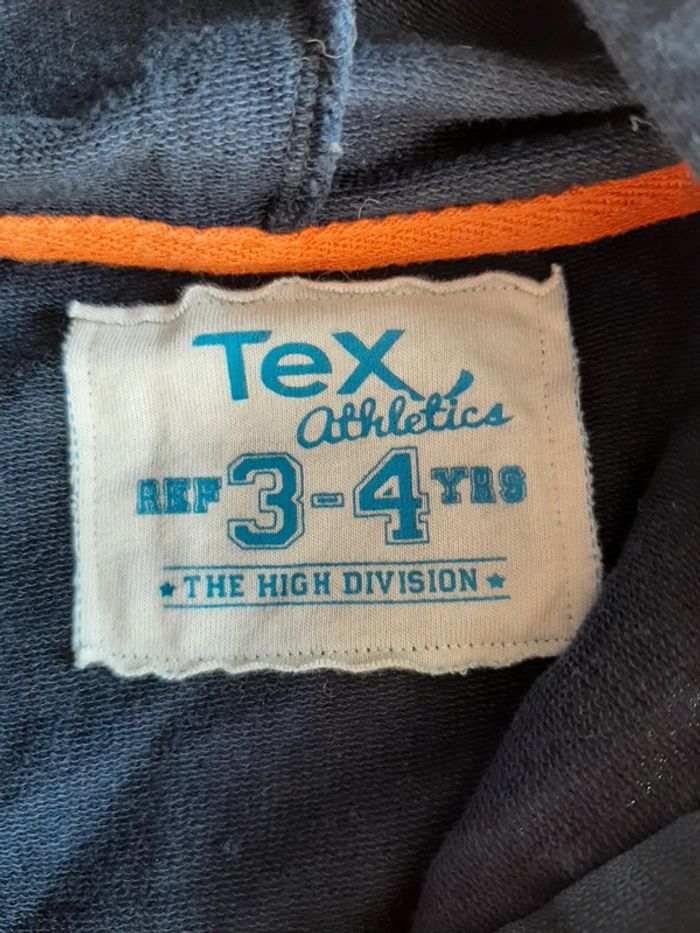 TeX
Athletics
REF 3-4 YRS
★ THE HIGH DIVISION ★